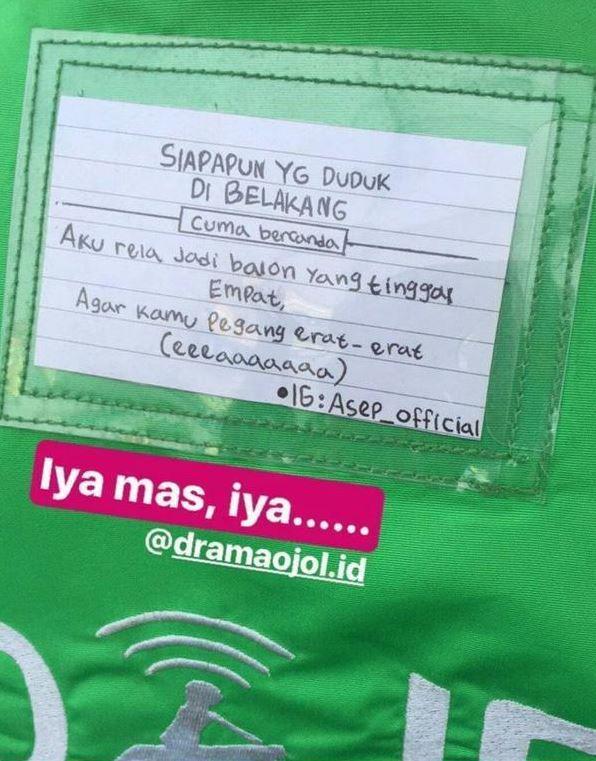 SIAPAPUN YG DUDUK
DI BELAKANG
Cuma bercanda
Aku rela Jadi balon yang tinggal
Empat,
Agar kamu Pegang erat-erat
(eeeaaaaaaa)
•IG: Asep_official
Iya mas, iya......
@dramaojol.id